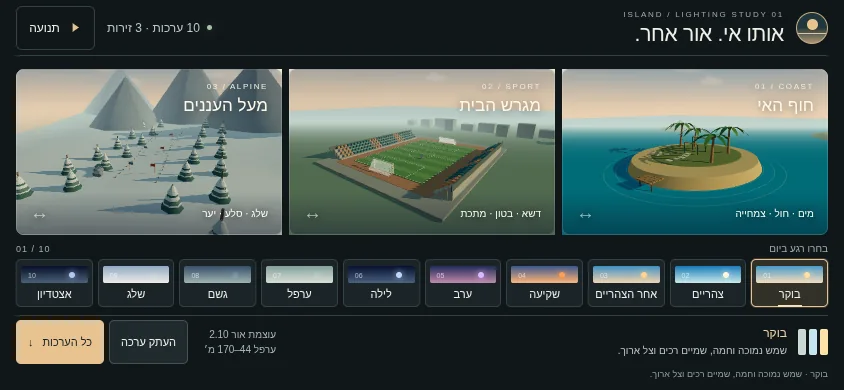 ISLAND / LIGHTING STUDY 01
אותו אי. אור אחר.
10 ערכות · 3 זירות
תנועה
01 / COAST
חוף האי
מים · חול · צמחייה
02 / SPORT
מגרש הבית
דשא · בטון · מתכת
03 / ALPINE
מעל העננים
שלג · סלע · יער
בחרו רגע ביום
01 / 10
01
בוקר
02
צהריים
03
אחר הצהריים
04
שקיעה
05
ערב
06
לילה
07
ערפל
08
גשם
09
שלג
10
אצטדיון
בוקר
שמש נמוכה וחמה, שמיים רכים וצל ארוך.
עוצמת אור 2.10
ערפל 44–170 מ׳
העתק ערכה
כל הערכות ↓
בוקר · שמש נמוכה וחמה, שמיים רכים וצל ארוך.